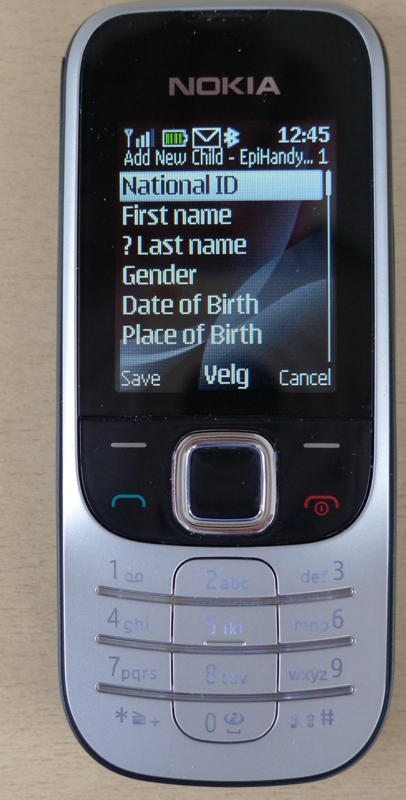 NOKIA
12:45
Add New Child - EpiHandy... 1
National ID
First name
? Last name
Gender
Date of Birth
Place of Birth
Save Velg Cancel
1 2abc def3
4ghi 5jkl mno6
7pqrs 8tuv wxyz9
*+ 0 #